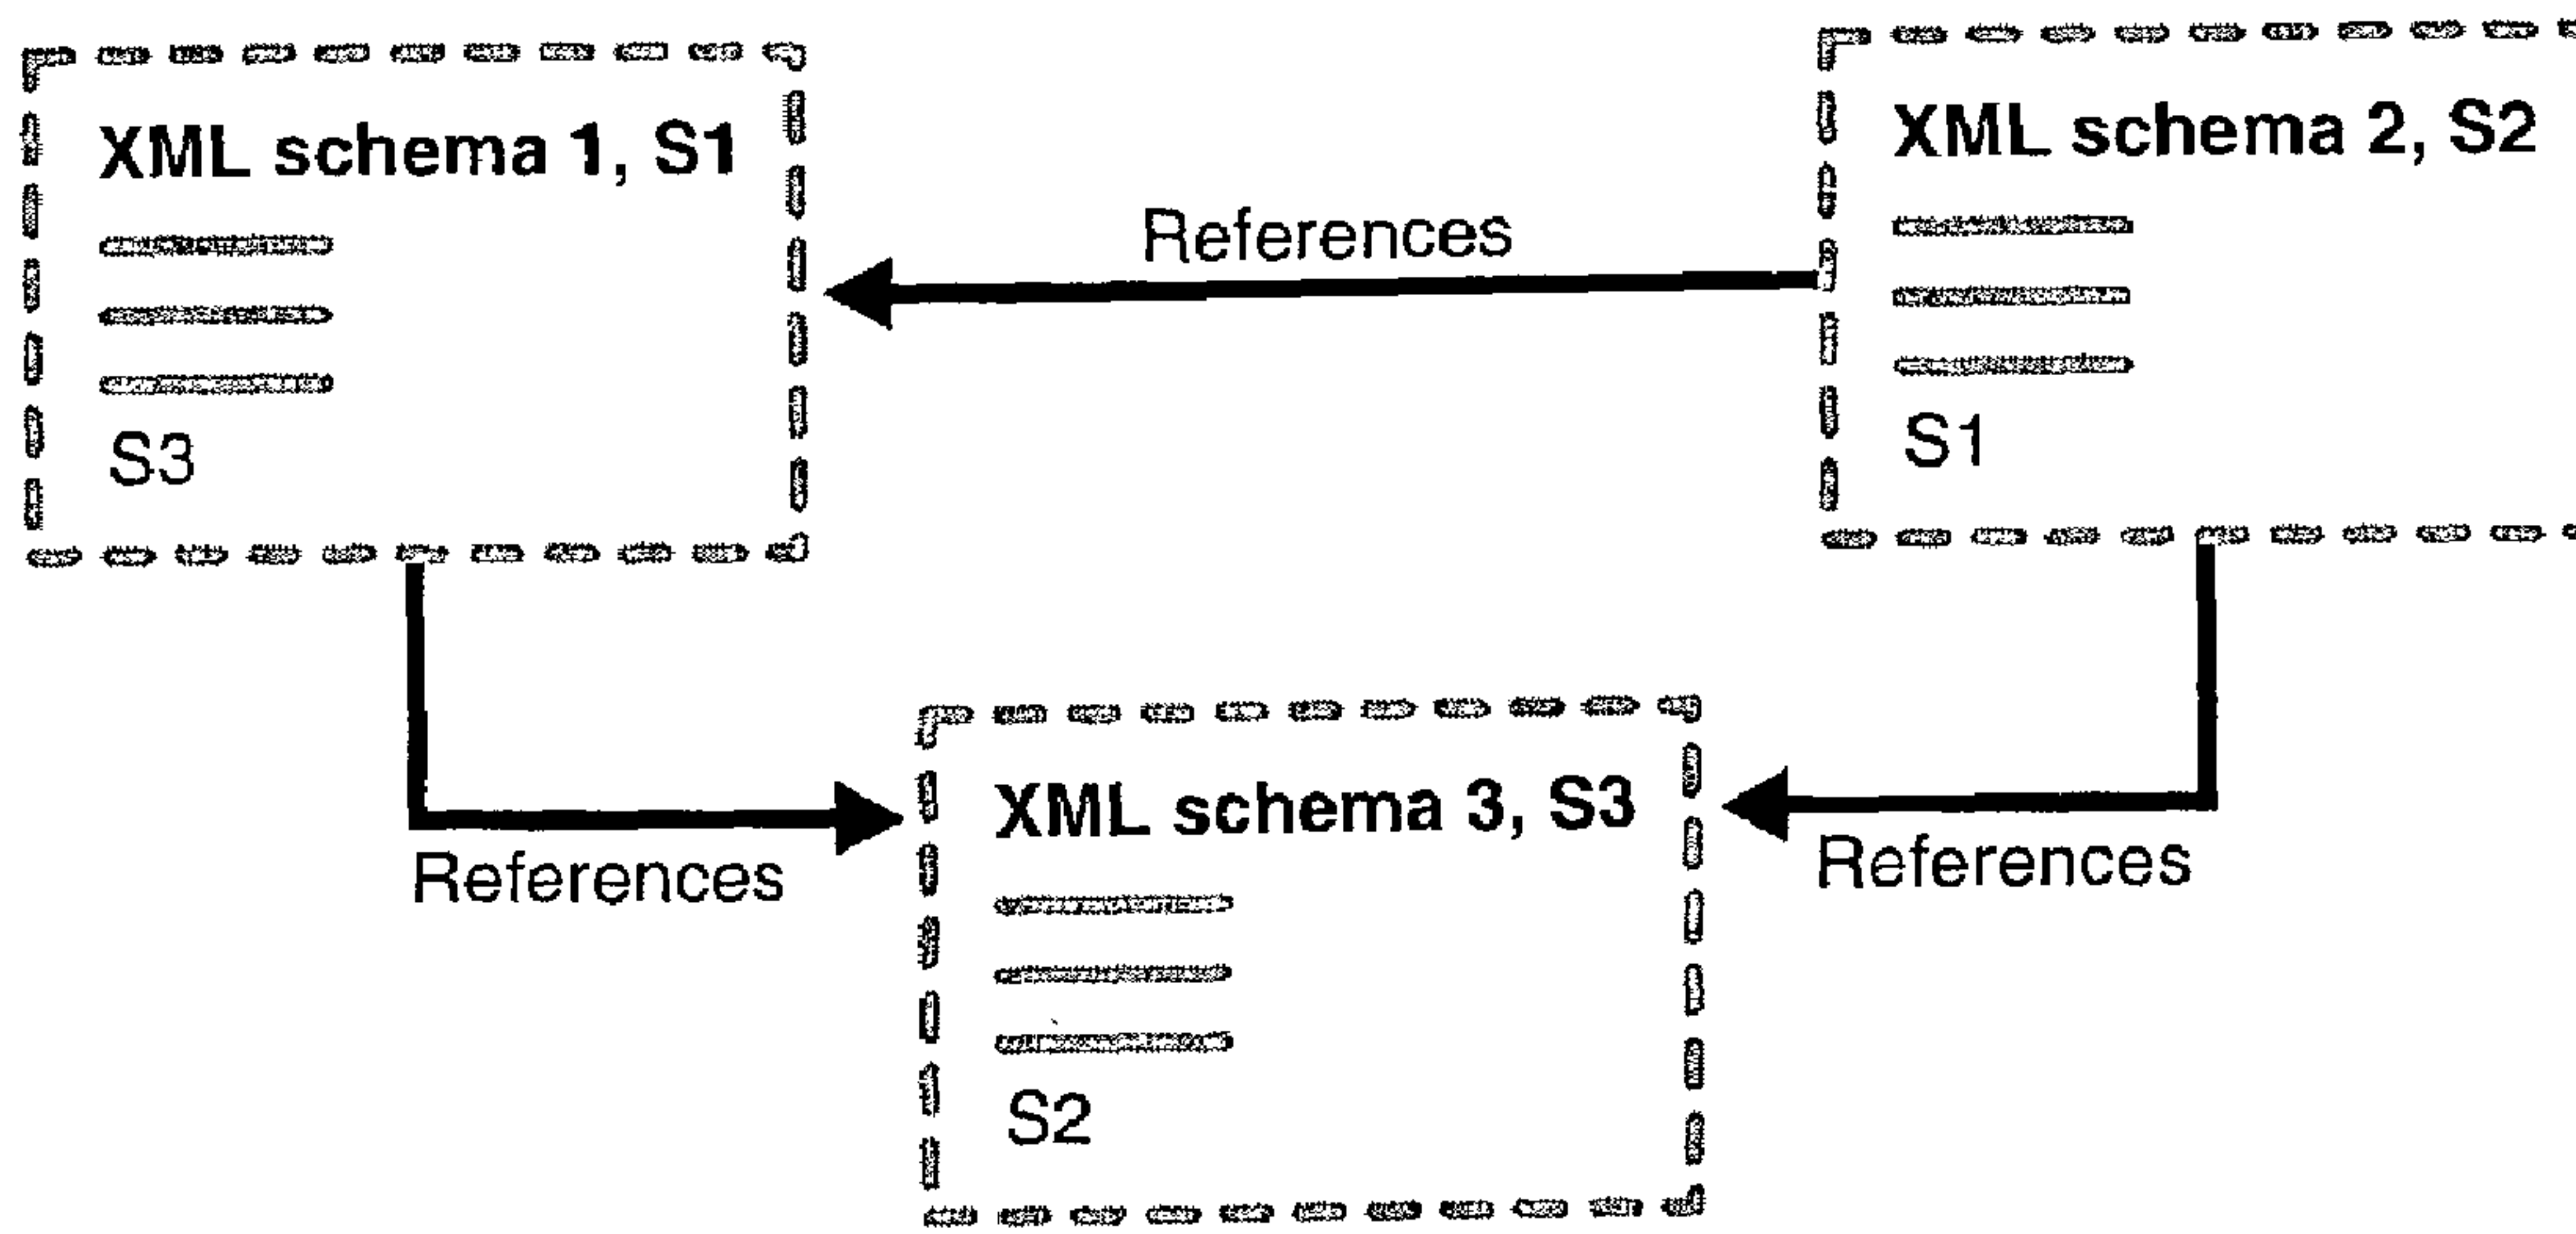 XML schema 1, S1
S3
References
XML schema 2, S2
S1
References
XML schema 3, S3
S2
References